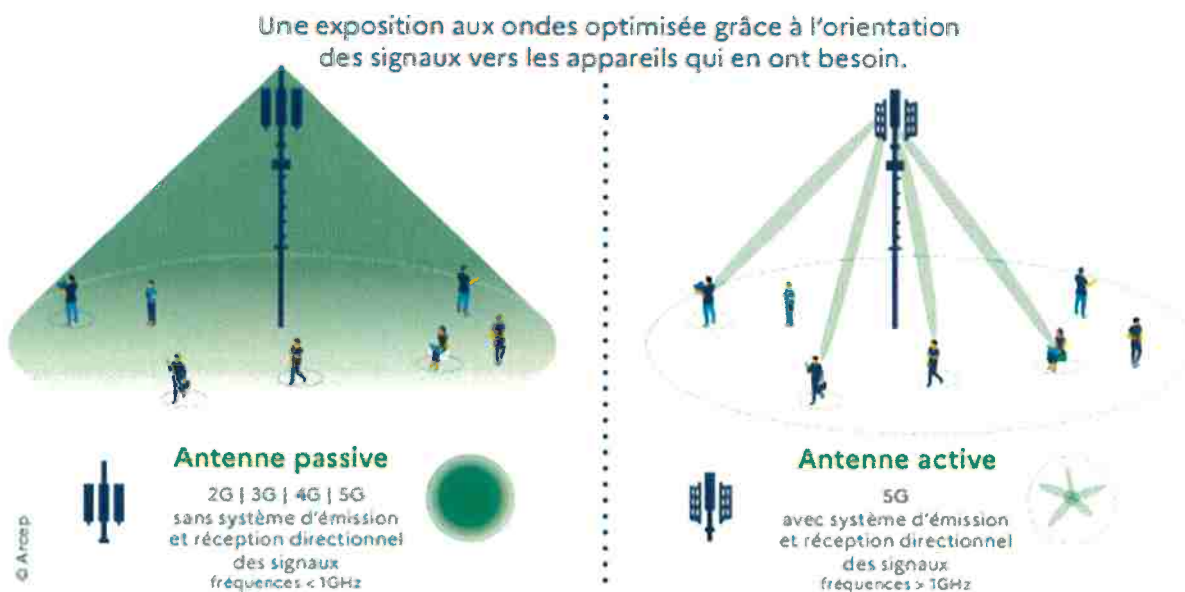 Une exposition aux ondes optimisée grâce à l'orientation
des signaux vers les appareils qui en ont besoin.
Antenne passive
2G | 3G | 4G | 5G
sans système d'émission
et réception directionnel
des signaux
fréquences < 1GHz
Antenne active
5G
avec système d'émission
et réception directionnel
des signaux
fréquences > 1GHz
© Arcep